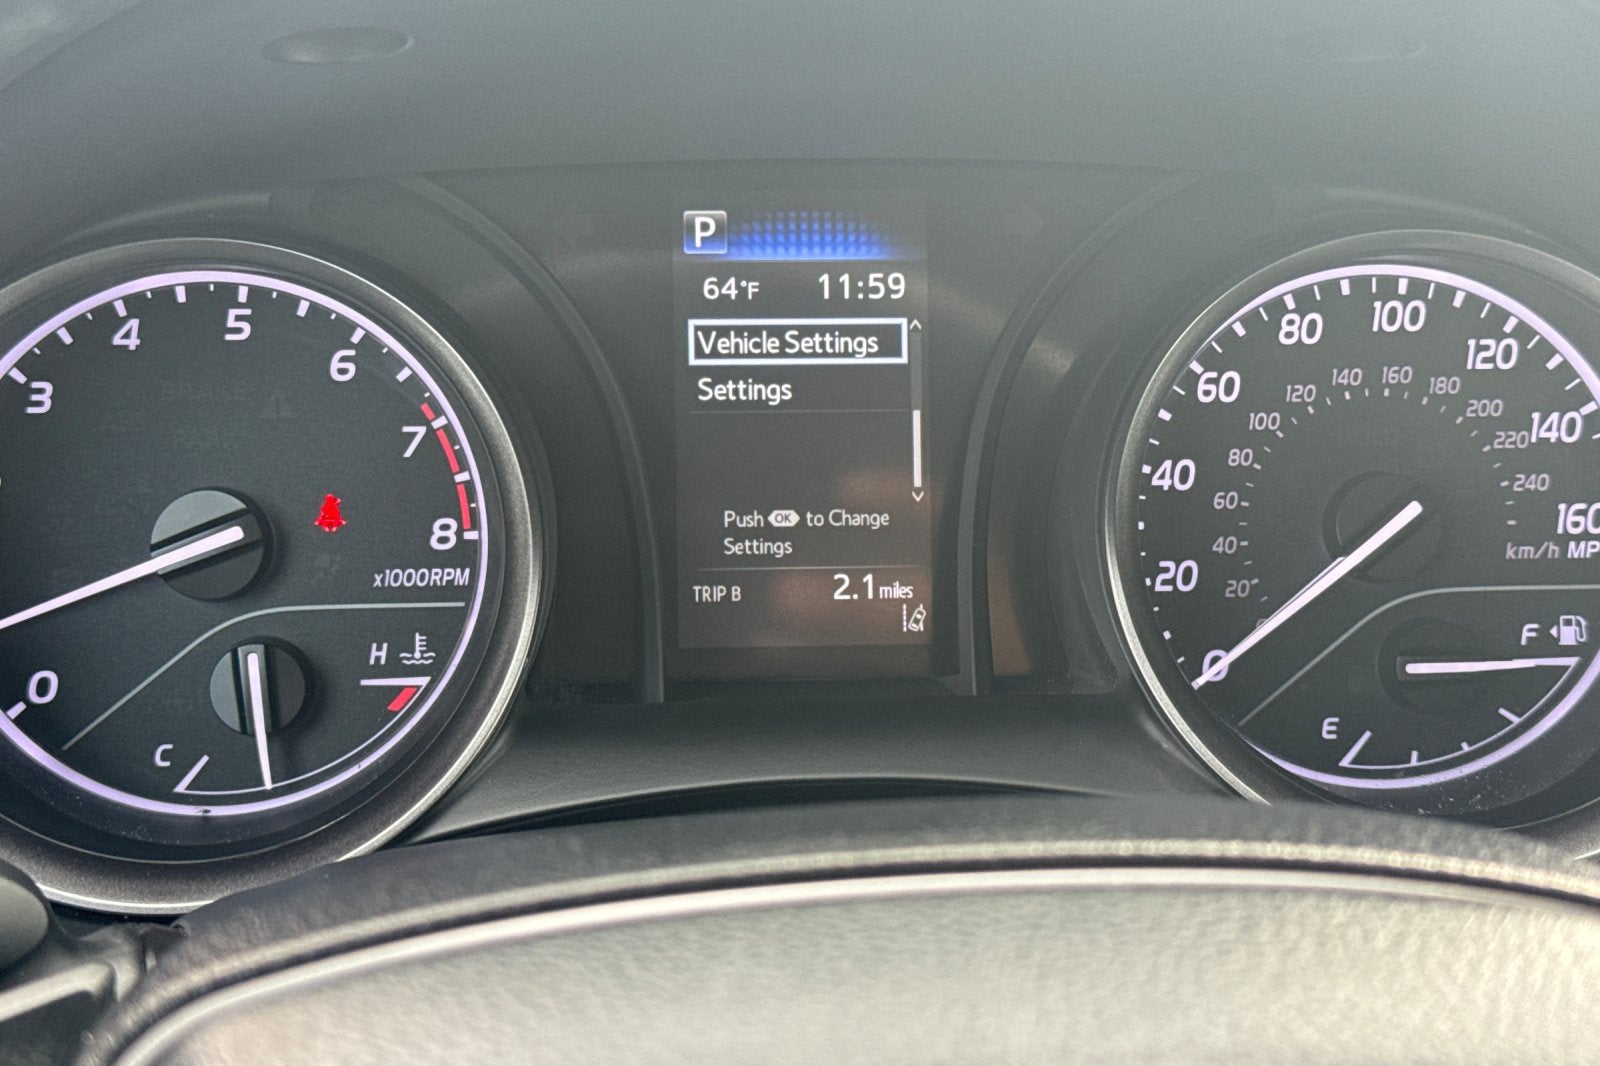 P
64°F 11:59
Vehicle Settings
Settings
Push OK to Change
Settings
TRIP B 2.1 miles
0 3 4 5 6 7 8
x1000RPM
H
C
0 20 40 60 80 100 120 140 160
20 40 60 80 100 120 140 160 180 200 220 240
km/h MP
F
E